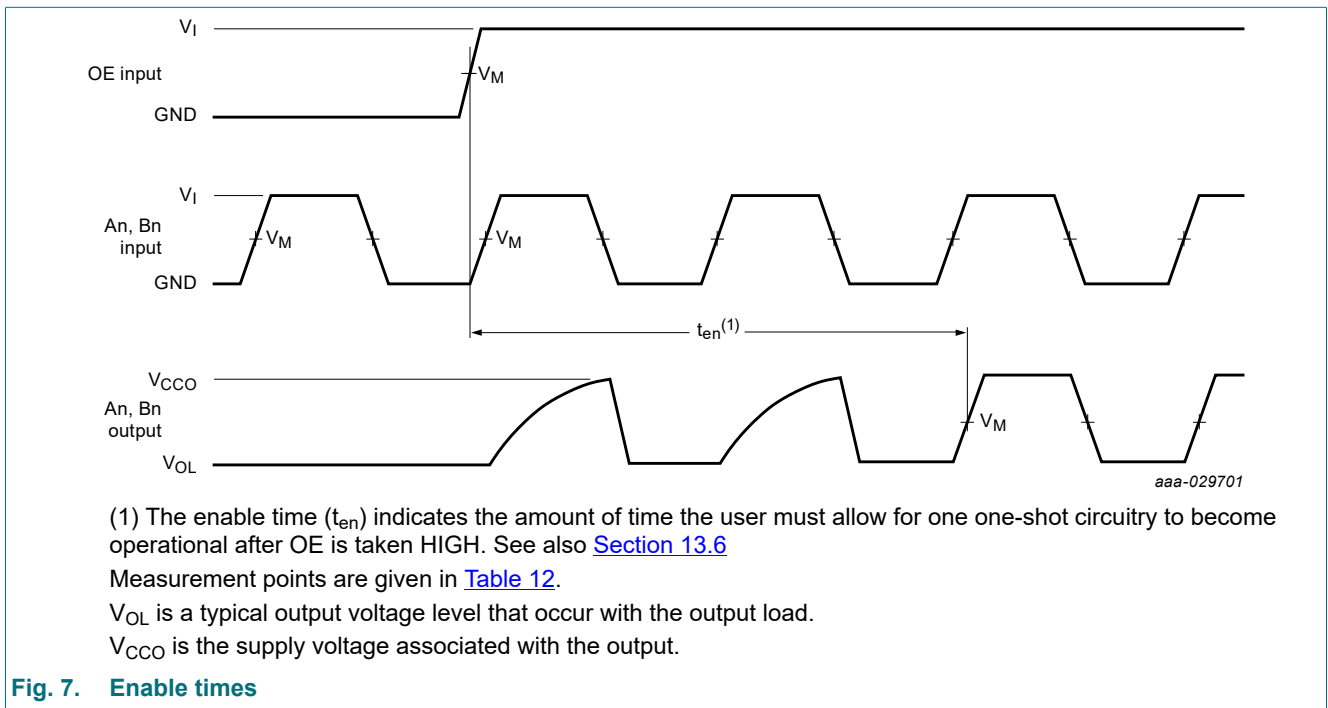 VI
OE input
VM
GND
VI
An, Bn
input
VM
VM
GND
ten(1)
VCCO
An, Bn
output
VM
VOL
aaa-029701
(1) The enable time (ten) indicates the amount of time the user must allow for one one-shot circuitry to become
operational after OE is taken HIGH. See also Section 13.6
Measurement points are given in Table 12.
VOL is a typical output voltage level that occur with the output load.
VCCO is the supply voltage associated with the output.
Fig. 7. Enable times